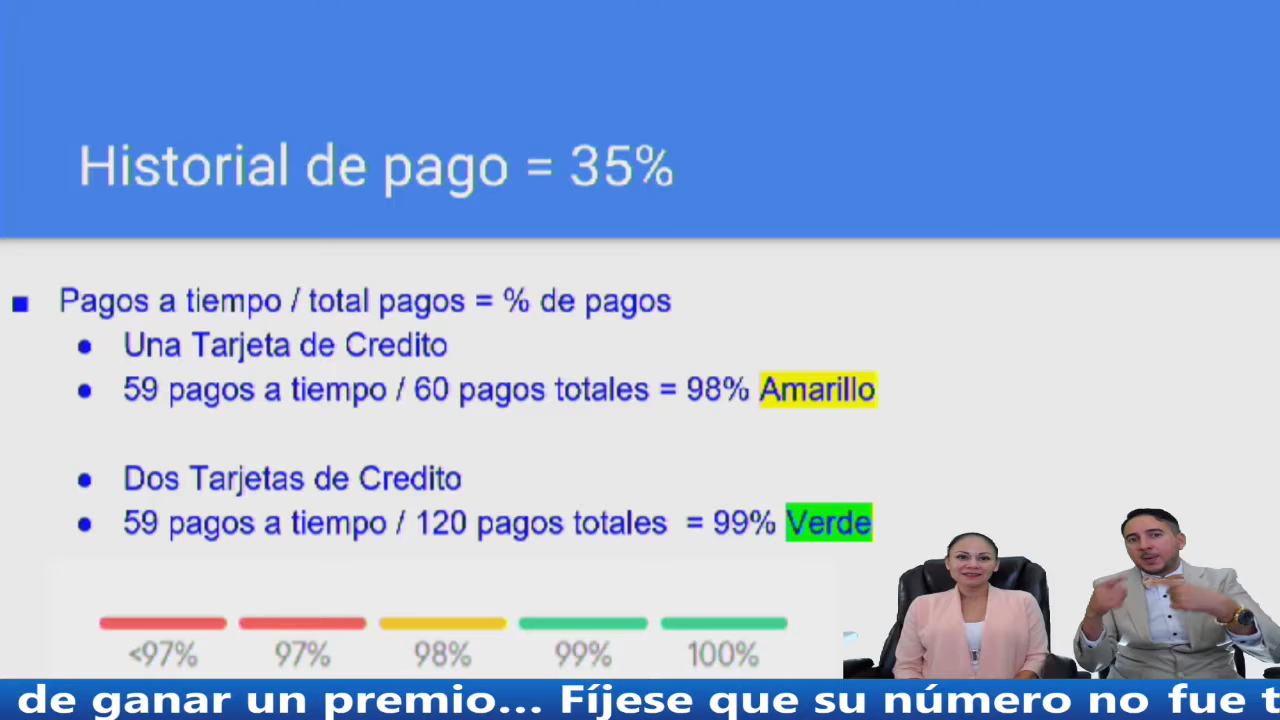 Historial de pago = 35%
Pagos a tiempo / total pagos = % de pagos
Una Tarjeta de Credito
59 pagos a tiempo / 60 pagos totales = 98% Amarillo
Dos Tarjetas de Credito
59 pagos a tiempo / 120 pagos totales = 99% Verde
<97% 97% 98% 99% 100%
de ganar un premio... Fíjese que su número no fue t